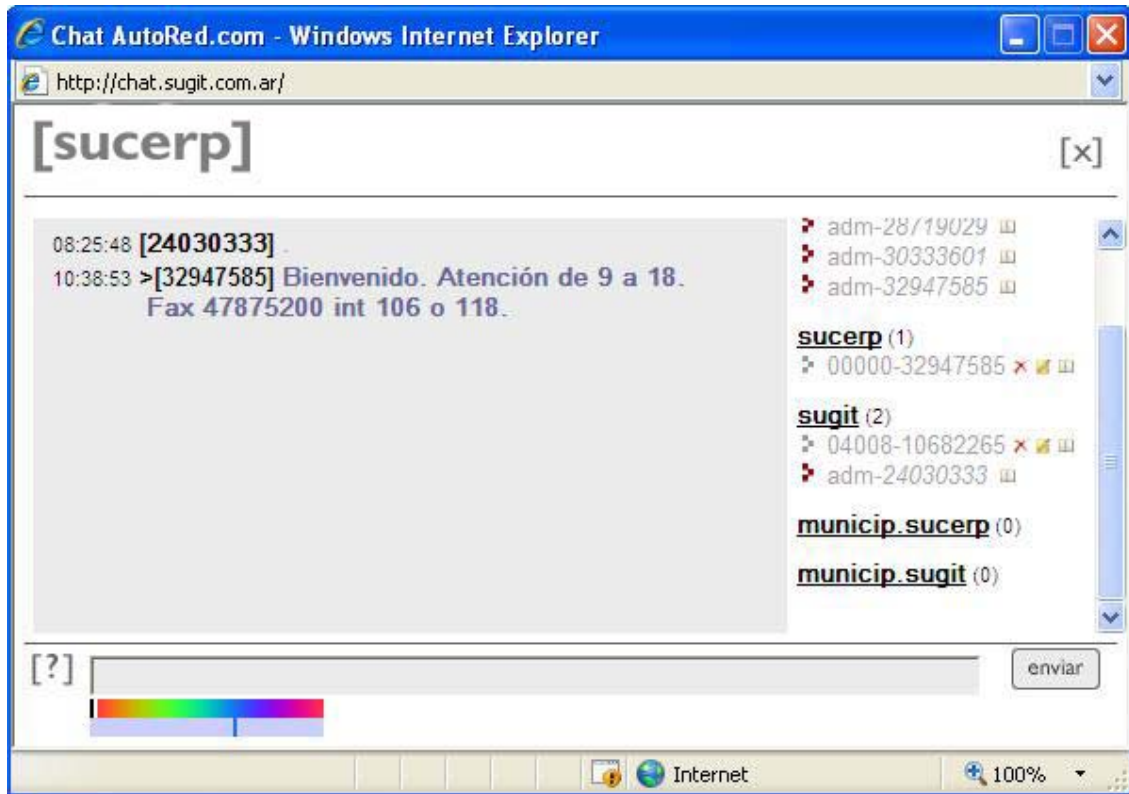 Chat AutoRed.com - Windows Internet Explorer
http://chat.sugit.com.ar/
[sucerp]
[x]
08:25:48 [24030333] .
10:38:53 >[32947585] Bienvenido. Atención de 9 a 18.
Fax 47875200 int 106 o 118.
adm-28719029
adm-30333601
adm-32947585
sucerp (1)
00000-32947585
sugit (2)
04008-10682265
adm-24030333
municip.sucerp (0)
municip.sugit (0)
[?]
enviar
Internet
100%